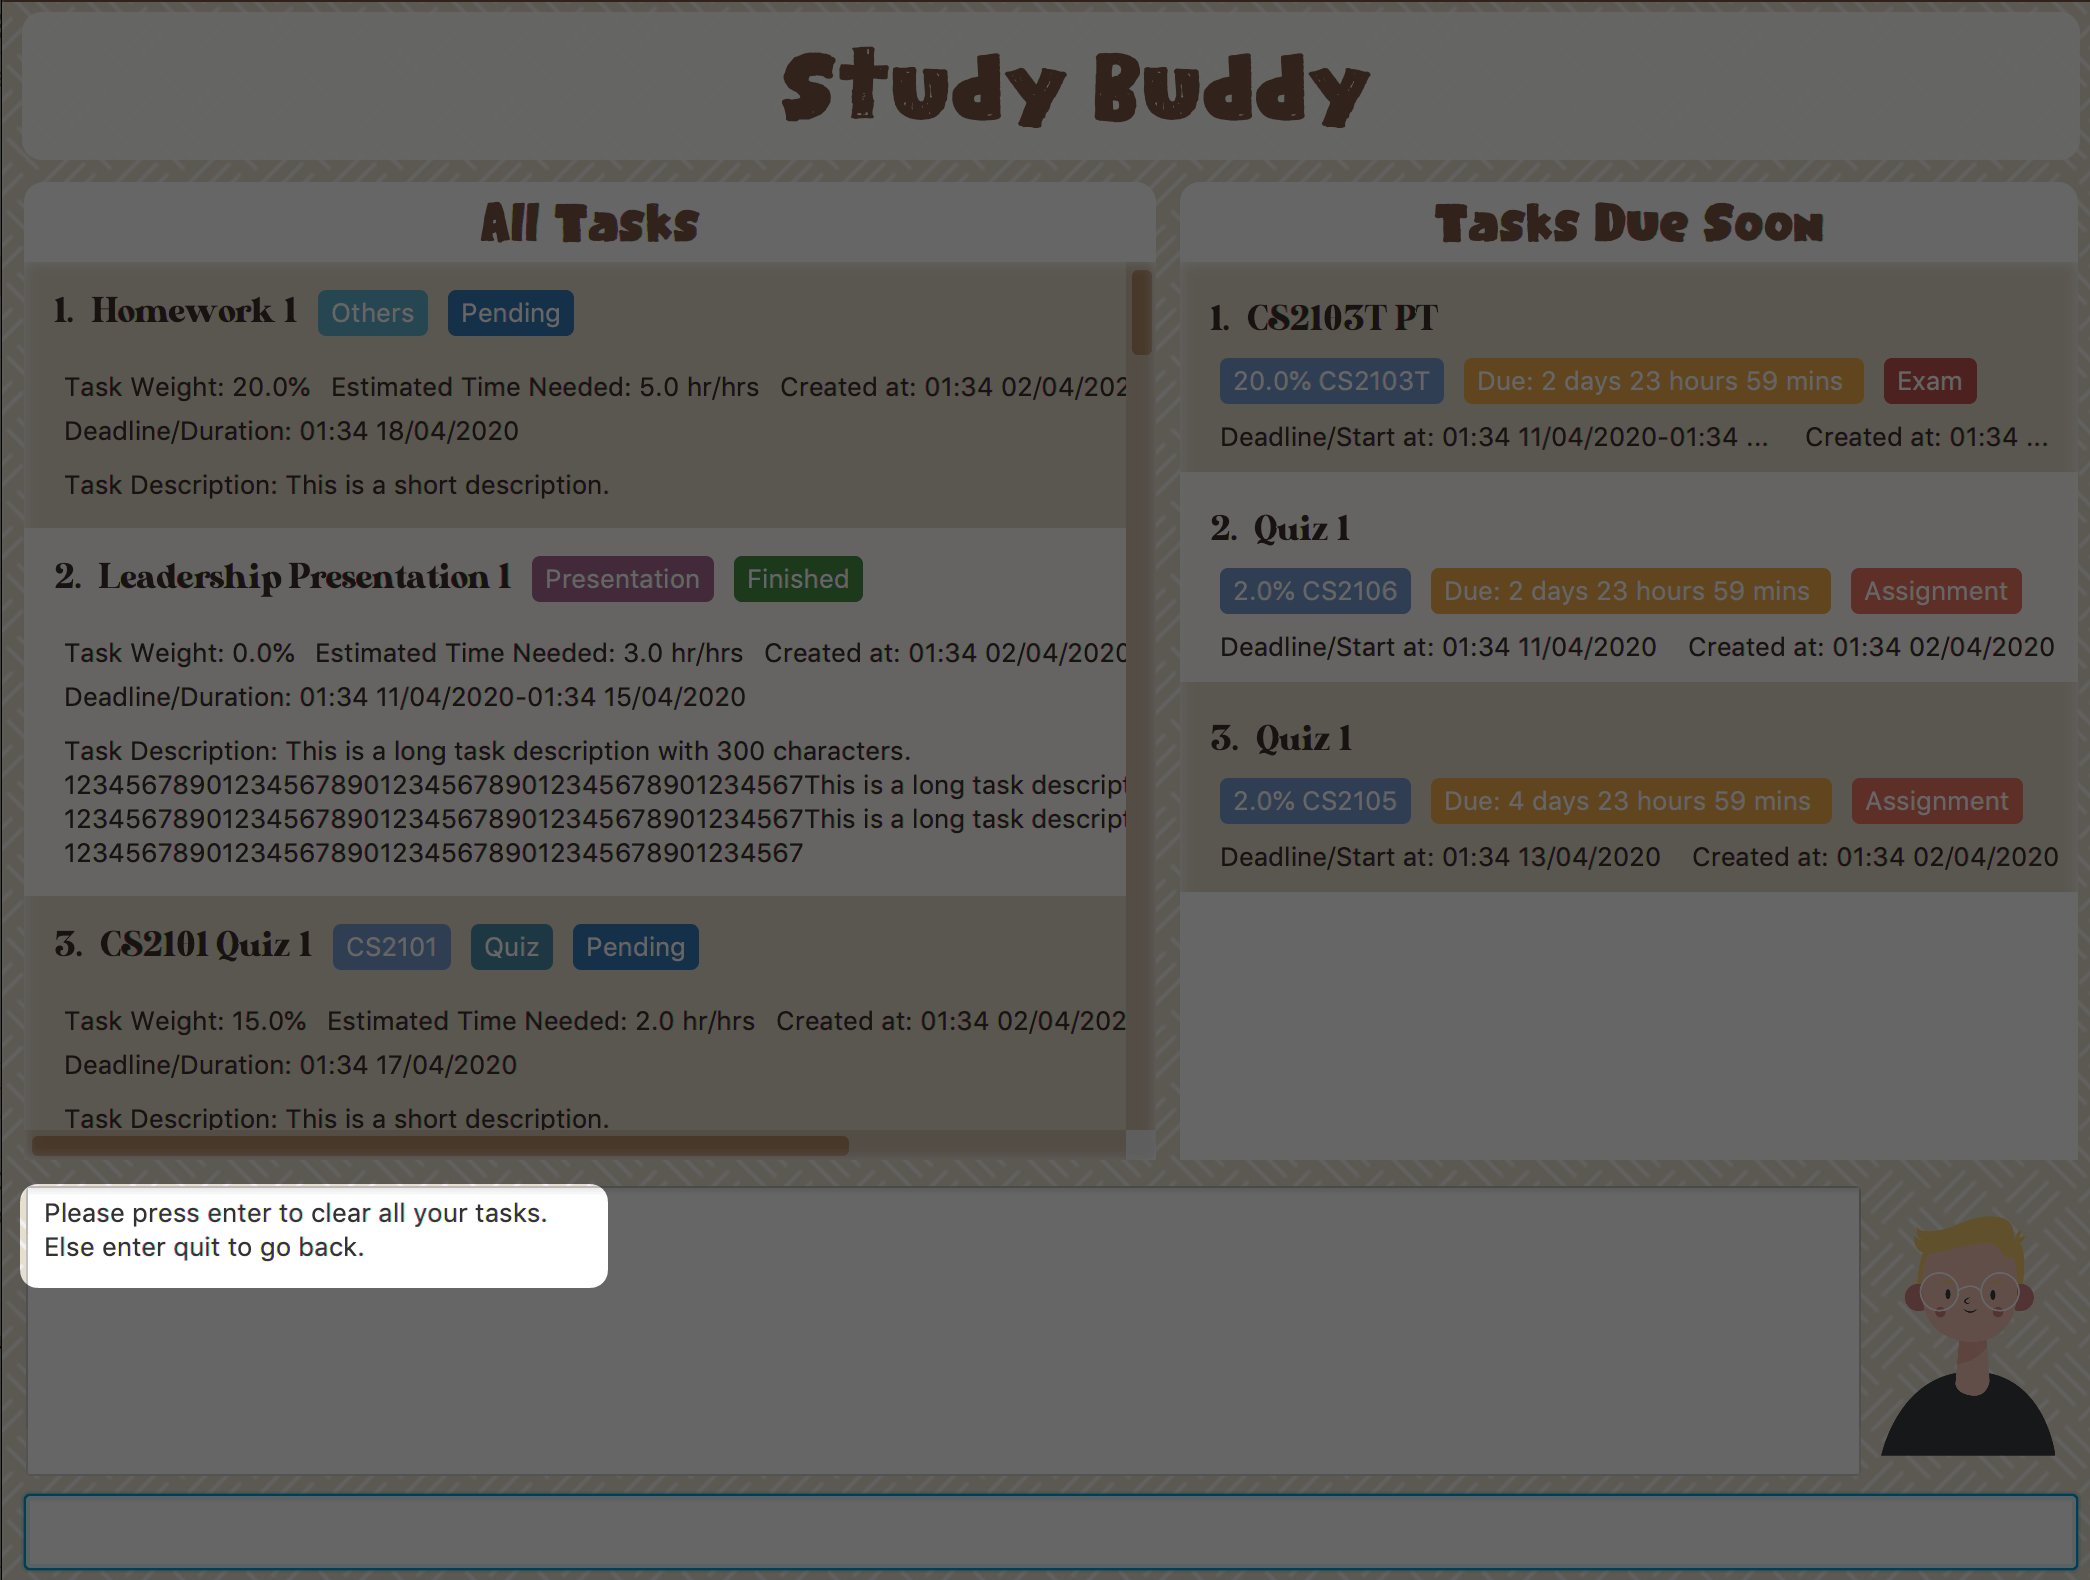 Study Buddy
All Tasks
1. Homework 1 Others Pending
Task Weight: 20.0% Estimated Time Needed: 5.0 hr/hrs Created at: 01:34 02/04/202
Deadline/Duration: 01:34 18/04/2020
Task Description: This is a short description.
2. Leadership Presentation 1 Presentation Finished
Task Weight: 0.0% Estimated Time Needed: 3.0 hr/hrs Created at: 01:34 02/04/2020
Deadline/Duration: 01:34 11/04/2020-01:34 15/04/2020
Task Description: This is a long task description with 300 characters.
1234567890123456789012345678901234567890123456789012345678901234567This is a long task descript
1234567890123456789012345678901234567890123456789012345678901234567This is a long task descript
1234567890123456789012345678901234567890123456789012345678901234567
3. CS2101 Quiz 1 CS2101 Quiz Pending
Task Weight: 15.0% Estimated Time Needed: 2.0 hr/hrs Created at: 01:34 02/04/202
Deadline/Duration: 01:34 17/04/2020
Task Description: This is a short description.
Tasks Due Soon
1. CS2103T PT
20.0% CS2103T Due: 2 days 23 hours 59 mins Exam
Deadline/Start at: 01:34 11/04/2020-01:34 ... Created at: 01:34 ...
2. Quiz 1
2.0% CS2106 Due: 2 days 23 hours 59 mins Assignment
Deadline/Start at: 01:34 11/04/2020 Created at: 01:34 02/04/2020
3. Quiz 1
2.0% CS2105 Due: 4 days 23 hours 59 mins Assignment
Deadline/Start at: 01:34 13/04/2020 Created at: 01:34 02/04/2020
Please press enter to clear all your tasks.
Else enter quit to go back.